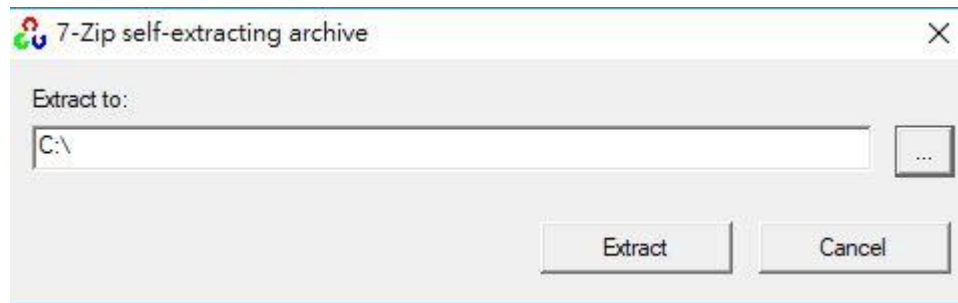 7-Zip self-extracting archive
Extract to:
C:\
...
Extract
Cancel